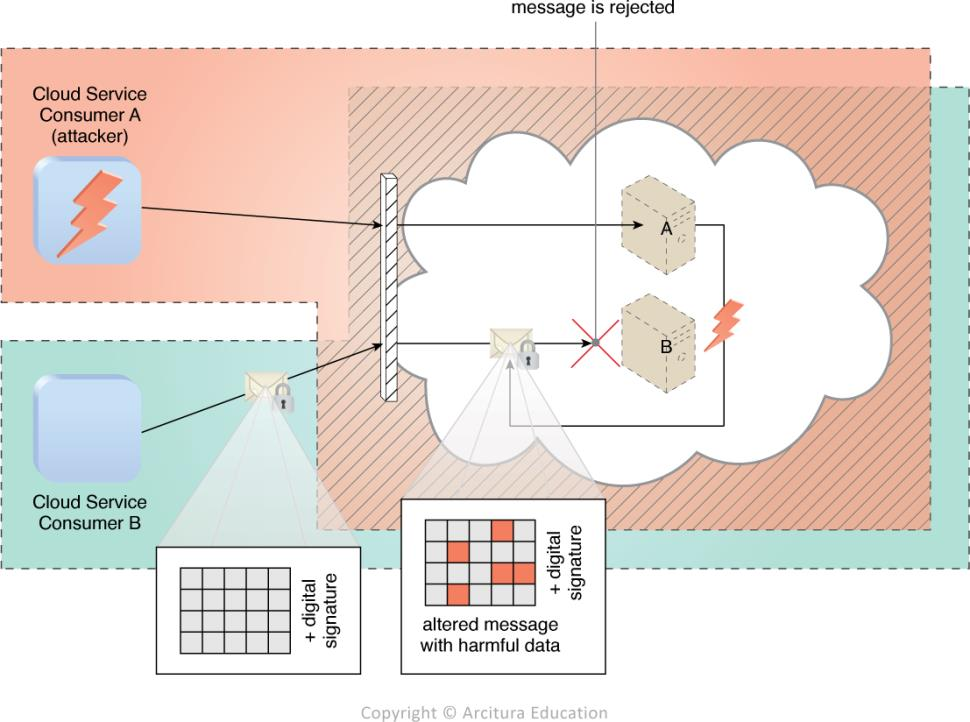 message is rejected
Cloud Service
Consumer A
(attacker)
A
B
Cloud Service
Consumer B
+ digital
signature
+ digital
signature
altered message
with harmful data
Copyright © Arcitura Education